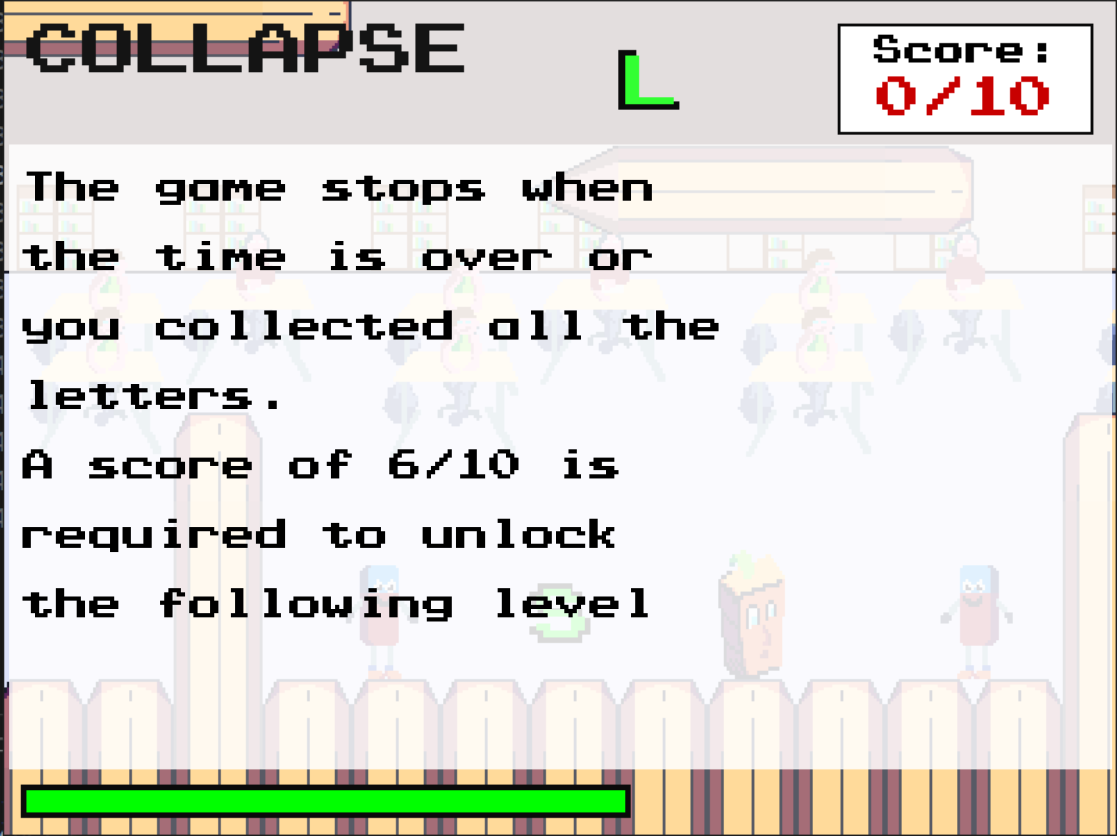 COLLAPSE
L
Score:
0/10
The game stops when
the time is over or
you collected all the
letters.
A score of 6/10 is
required to unlock
the following level